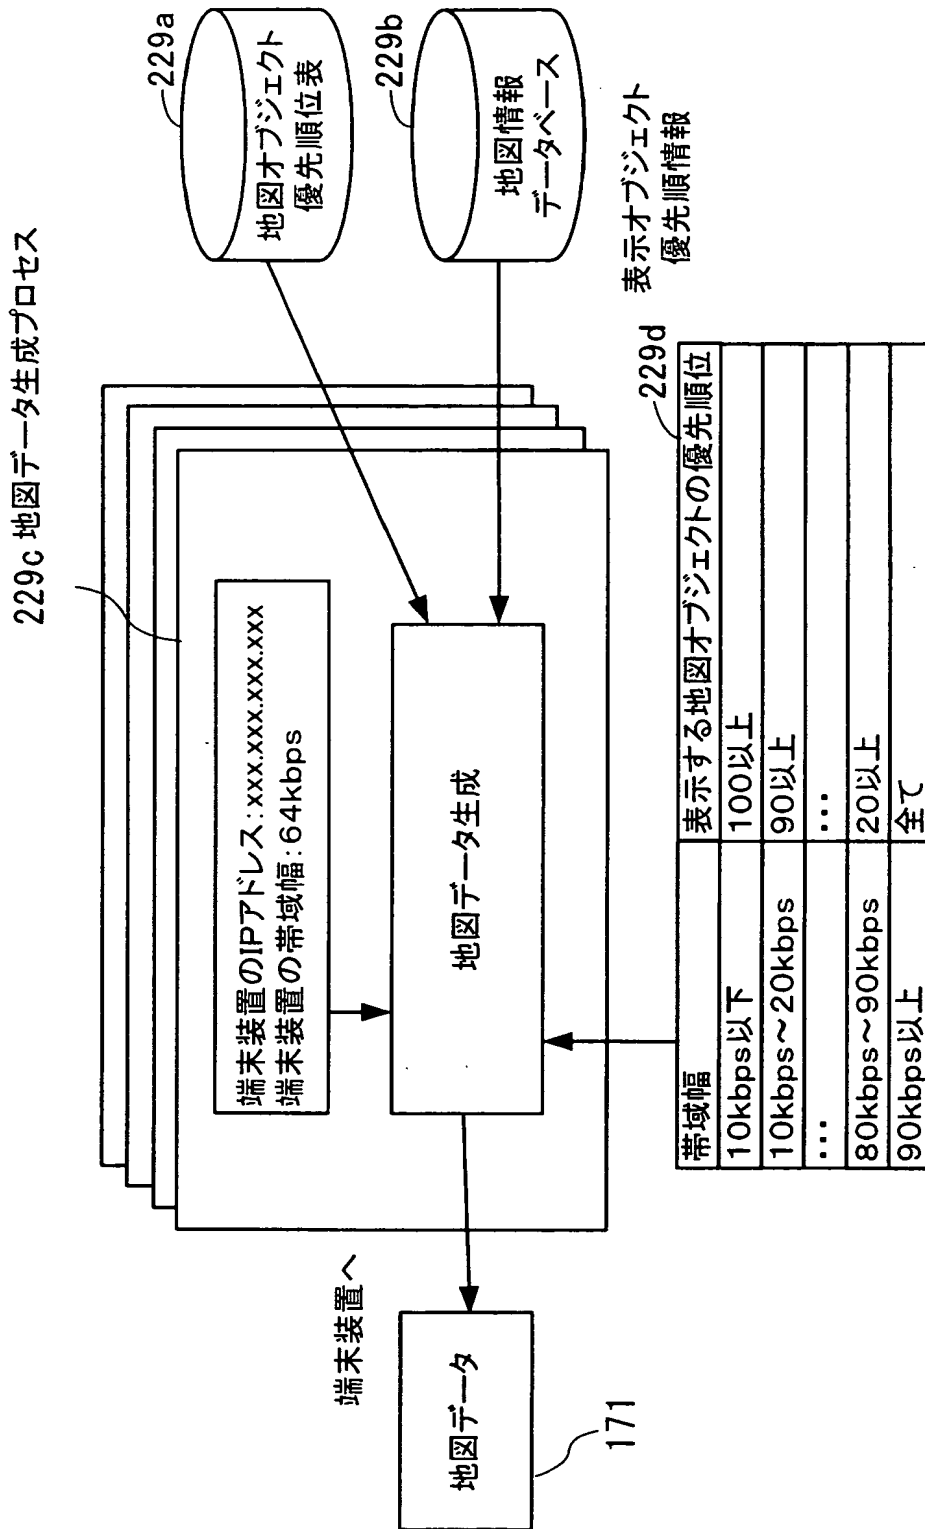 229c 地図データ生成プロセス
229a
地図オブジェクト
優先順位表
229b
地図情報
データベース
端末装置のIPアドレス:xxx.xxx.xxx.xxx.xxx
端末装置の帯域幅:64kbps
地図データ生成
端末装置へ
地図データ
171
表示オブジェクト
優先順情報
229d
帯域幅 表示する地図オブジェクトの優先順位
10kbps以下 100以上
10kbps～20kbps 90以上
… …
80kbps～90kbps 20以上
90kbps以上 全て